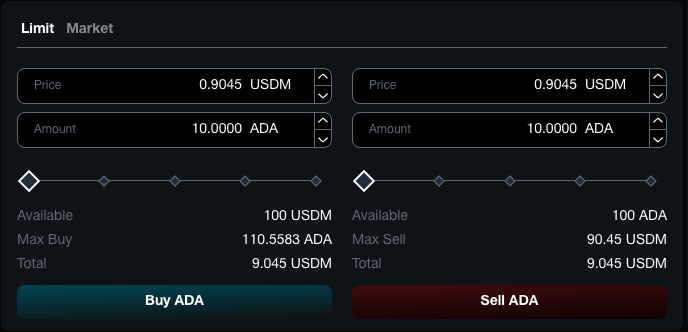 Limit Market
Price 0.9045 USDM
Amount 10.0000 ADA
Available 100 USDM
Max Buy 110.5583 ADA
Total 9.045 USDM
Buy ADA
Price 0.9045 USDM
Amount 10.0000 ADA
Available 100 ADA
Max Sell 90.45 USDM
Total 9.045 USDM
Sell ADA